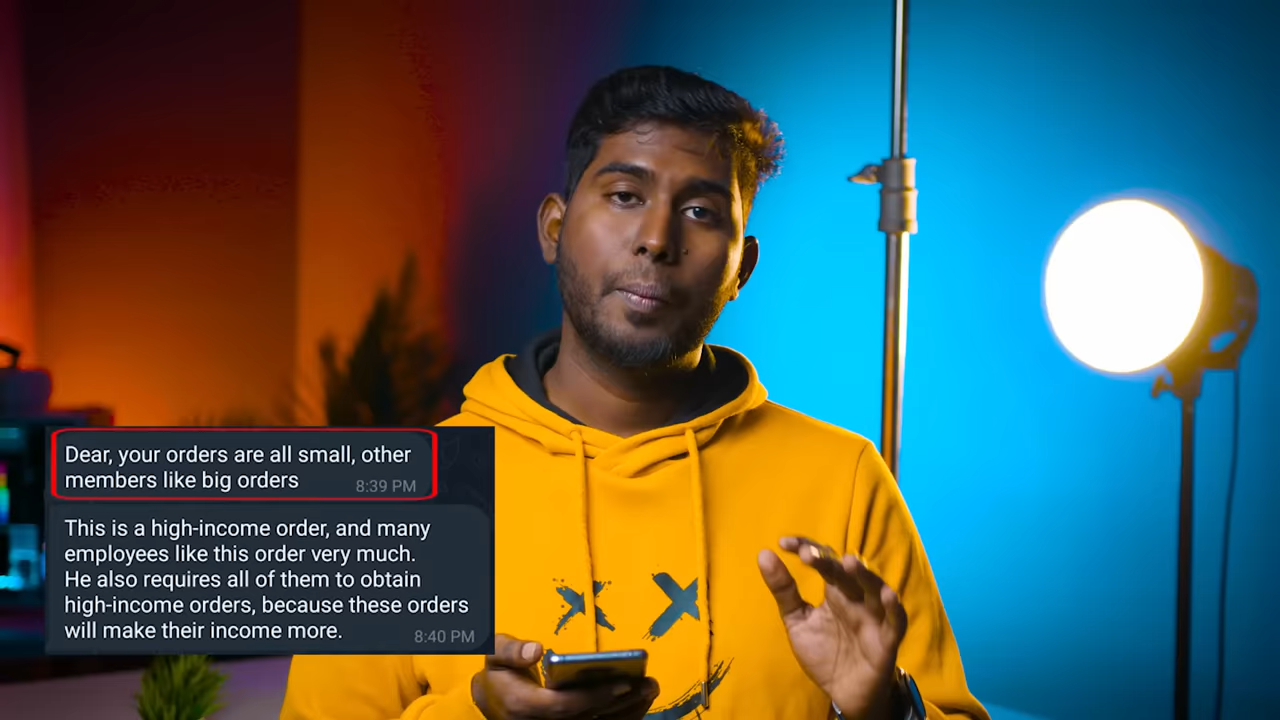 Dear, your orders are all small, other
members like big orders
8:39 PM
This is a high-income order, and many
employees like this order very much.
He also requires all of them to obtain
high-income orders, because these orders
will make their income more.
8:40 PM